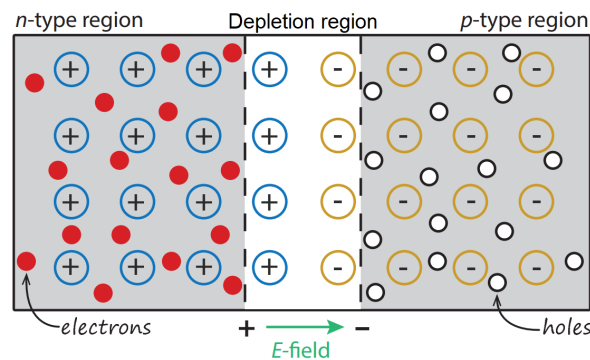 n-type region
Depletion region
p-type region
+ + + + - - - -
+ + + + - - - -
+ + + + - - - -
+ + + + - - - -
electrons
+ -
E-field
holes